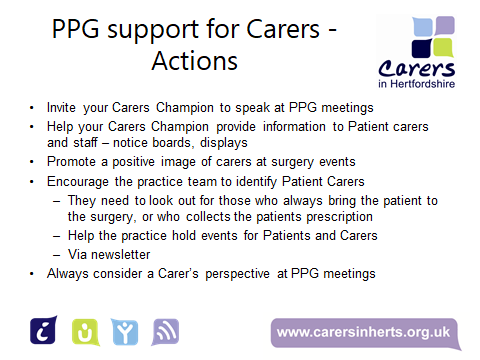 PPG support for Carers -
Actions
carers
in Hertfordshire
• Invite your Carers Champion to speak at PPG meetings
• Help your Carers Champion provide information to Patient carers
and staff – notice boards, displays
• Promote a positive image of carers at surgery events
• Encourage the practice team to identify Patient Carers
– They need to look out for those who always bring the patient to
the surgery, or who collects the patients prescription
– Help the practice hold events for Patients and Carers
– Via newsletter
• Always consider a Carer's perspective at PPG meetings
www.carersinherts.org.uk